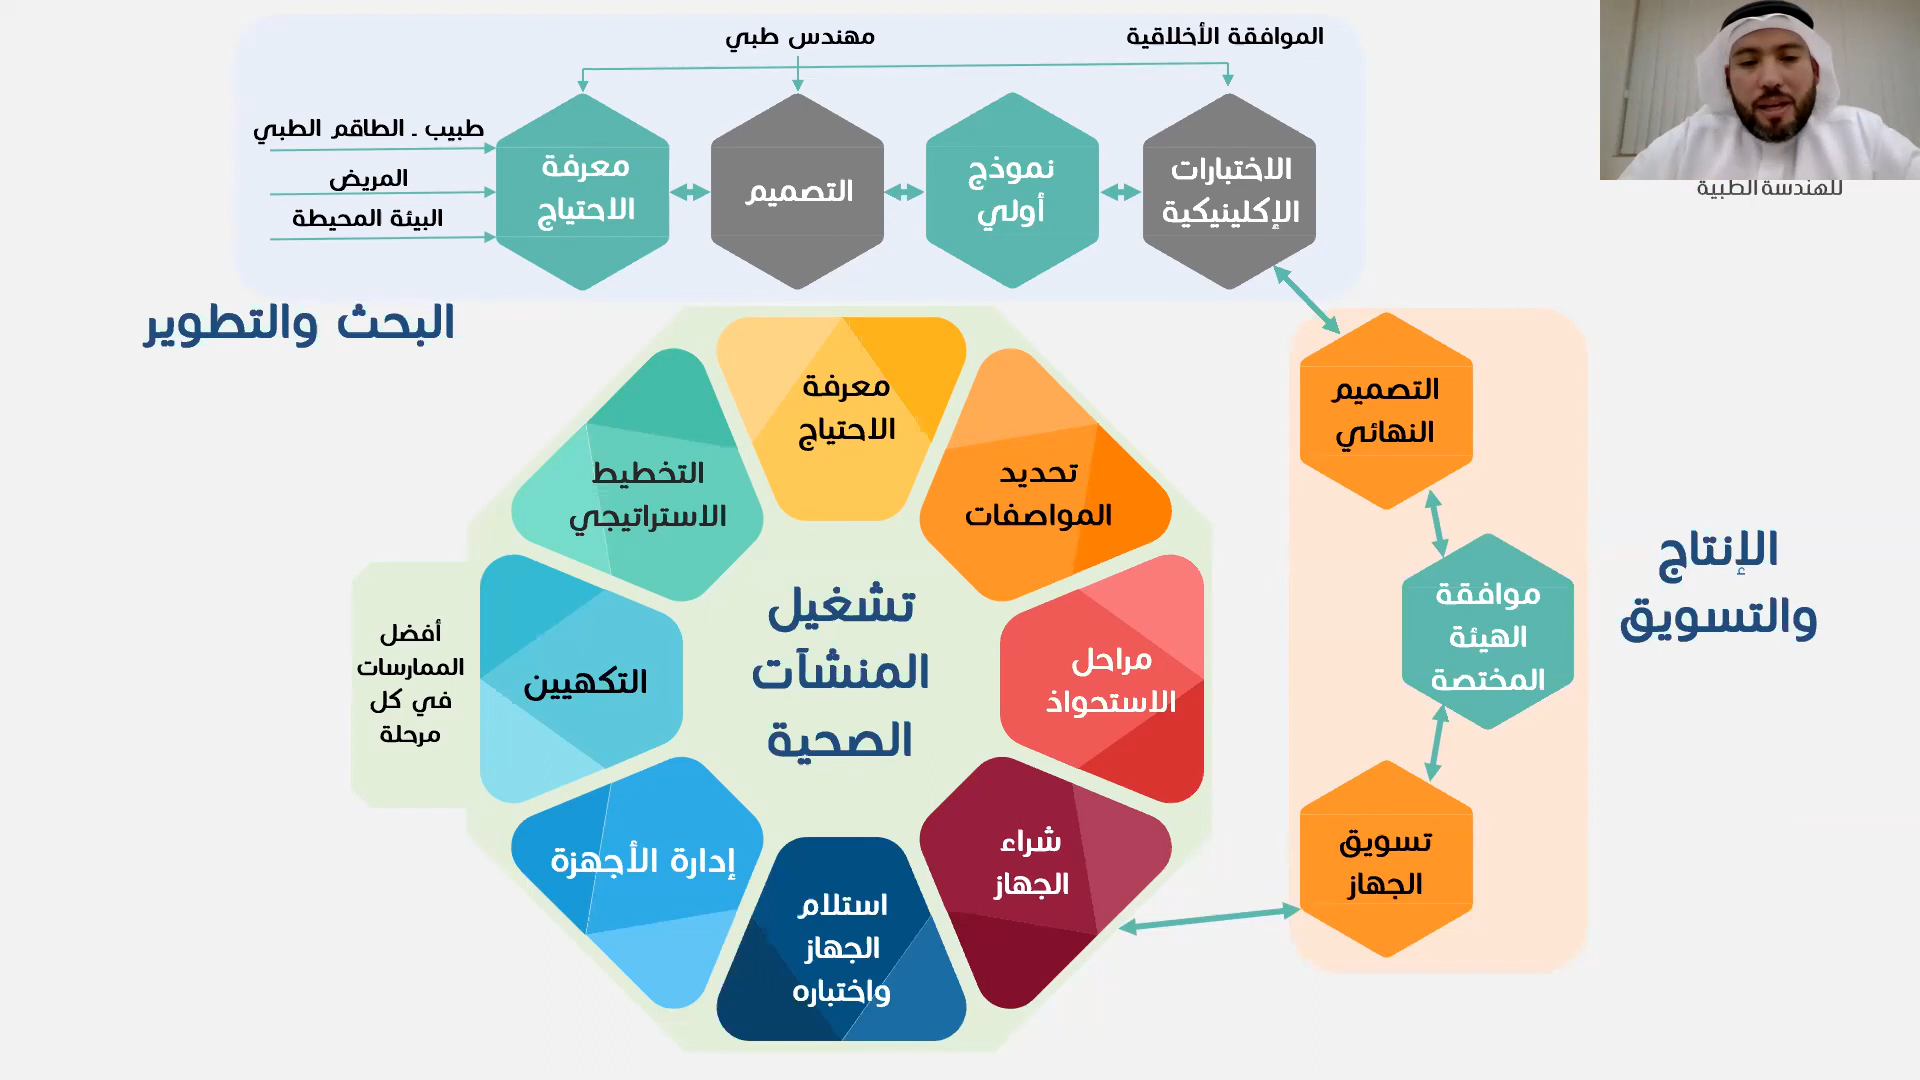 مهندس طبي
الموافقة الأخلاقية
طبيب - الطاقم الطبي
المريض
البيئة المحيطة
معرفة
الاحتياج
التصميم
نموذج
أولي
الاختبارات
الإكلينيكية
للهندسة الطبية
البحث والتطوير
التصميم
النهائي
موافقة
الهيئة
المختصة
تسويق
الجهاز
الإنتاج
والتسويق
معرفة
الاحتياج
تحديد
المواصفات
مراحل
الاستحواذ
شراء
الجهاز
استلام
الجهاز
واختباره
إدارة الأجهزة
التكهيين
التخطيط
الاستراتيجي
تشغيل
المنشآت
الصحية
أفضل
الممارسات
في كل
مرحلة